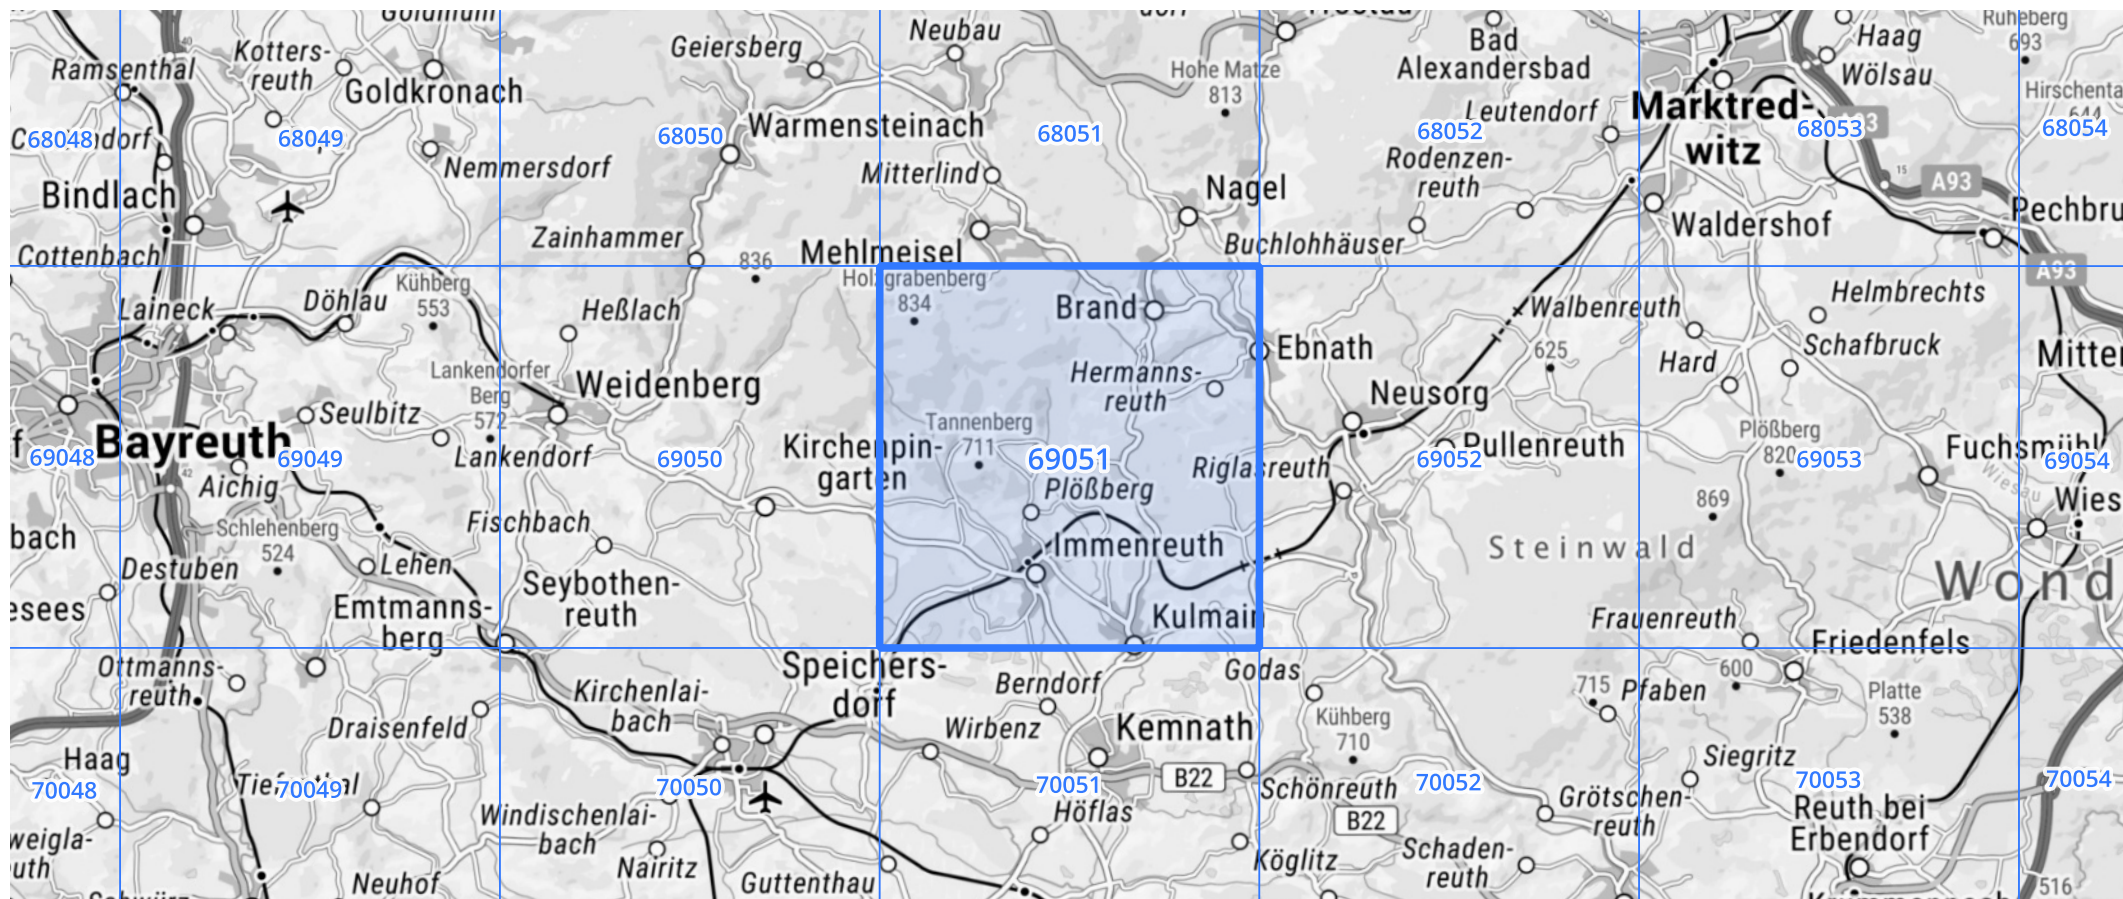 Neubau
Ruheberg
693
Kotters-
reuth
Geiersberg
Bad
Alexandersbad
Haag
Wölsau
Ramsenthal
Goldkronach
Hohe Matze
813
Leutendorf
Marktred-
witz
68048
68049
68050
Warmensteinach
68051
68052
68053
644
68054
Nemmersdorf
Mitterlind
Rodenzen-
reuth
15
A93
Bindlach
Nagel
Waldershof
Zainhammer
Mehlmeisel
Buchlohhäuser
Cottenbach
836
A93
Kühberg
553
834
Laineck
Döhlau
Heßlach
Brand
Walbenreuth
Helmbrechts
Ebnath
625
Hard
Schafbruck
Lankendorfer
Berg
572
Weidenberg
Hermanns-
reuth
Neusorg
Seulbitz
Tannenberg
711
Plößberg
820
Bayreuth
69048
69049
Lankendorf
69050
Kirchenpin-
garten
69051
Riglasreuth
69052
Pullenreuth
69053
Fuchsmühl
69054
42
Aichig
Plößberg
Wiesau
869
Schlehenberg
524
Fischbach
bach
Immenreuth
Steinwald
Destuben
Lehen
Seybothen-
reuth
esees
Emtmanns-
berg
Kulmain
Frauenreuth
Friedenfels
Ottmanns-
reuth
Speichers-
dorf
Berndorf
Godas
715
Pfaben
600
Platte
538
Kirchenlai-
bach
Draisenfeld
Wirbenz
Kemnath
Kühberg
710
Siegritz
Haag
B22
70048
70049
70050
70051
Schönreuth
70052
70053
70054
Höflas
B22
Grötschen-
reuth
Reuth bei
Erbendorf
Windischenlai-
bach
Nairitz
Guttenthau
Köglitz
Schaden-
reuth
Neuhof
516